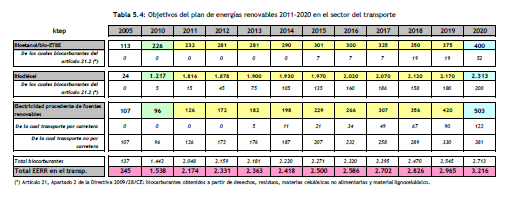 Tabla 5.4: Objetivos del plan de energías renovables 2011-2020 en el sector del transporte
ktep 2005 2010 2011 2012 2013 2014 2015 2016 2017 2018 2019 2020
Bioetanol/bio-ETBE 113 226 232 281 281 290 301 300 325 350 375 400
De los cuales biocarburantes del artículo 21.2 (*) 0 0 0 0 0 0 7 7 7 19 19 52
Biodiésel 24 1.217 1.816 1.878 1.900 1.930 1.970 2.020 2.070 2.120 2.170 2.313
De los cuales biocarburantes del artículo 21.2 (*) 0 5 15 45 75 105 135 160 186 158 180 200
Electricidad procedente de fuentes renovables 107 96 126 172 182 198 229 266 307 356 420 503
De la cual transporte por carretera 0 0 0 0 5 11 21 34 49 67 90 122
De la cual transporte no por carretera 107 96 126 172 176 187 207 232 258 289 330 381
Total biocarburantes 137 1.442 2.048 2.159 2.181 2.220 2.271 2.320 2.395 2.470 2.545 2.713
Total EERR en el transp. 245 1.538 2.174 2.331 2.363 2.418 2.500 2.586 2.702 2.826 2.965 3.216
(*) Artículo 21, Apartado 2 de la Directiva 2009/28/CE: biocarburantes obtenidos a partir de desechos, residuos, materias celulósicas no alimentarias y material lignocelulósico.